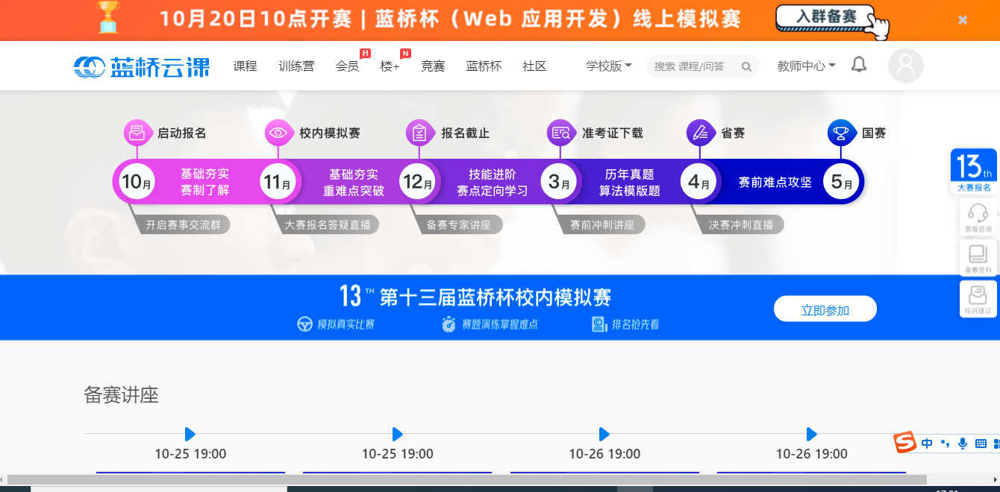 10月20日10点开赛 | 蓝桥杯（Web 应用开发）线上模拟赛
入群备赛
蓝桥云课
课程
训练营
会员
H
楼+
N
竞赛
蓝桥杯
社区
学校版
搜索 课程/问答
教师中心
启动报名
校内模拟赛
报名截止
准考证下载
省赛
国赛
10月
基础夯实
赛制了解
11月
基础夯实
重难点突破
12月
技能进阶
赛点定向学习
3月
历年真题
算法模版题
4月
赛前难点攻坚
5月
开启赛事交流群
大赛报名答疑直播
备赛专家讲座
赛前冲刺讲座
决赛冲刺直播
13th
大赛报名
客服咨询
备赛资料
投诉建议
13TH 第十三届蓝桥杯校内模拟赛
模拟真实比赛
赛题演练掌握难点
排名抢先看
立即参加
备赛讲座
10-25 19:00
10-25 19:00
10-26 19:00
10-26 19:00
S
中